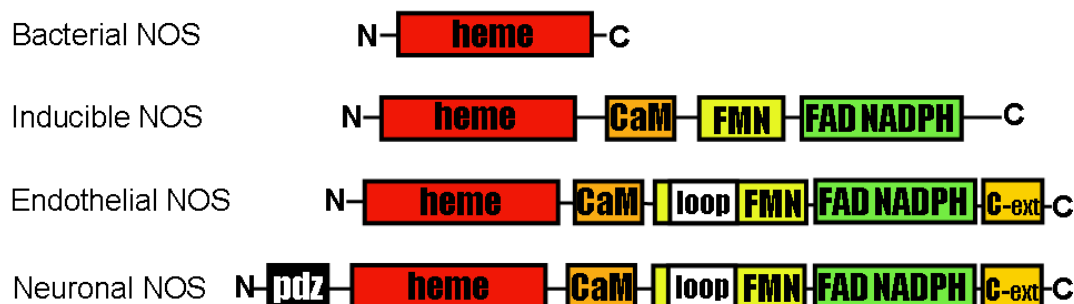 Bacterial NOS N heme C
Inducible NOS N heme CaM FMN FAD NADPH C
Endothelial NOS N heme CaM loop FMN FAD NADPH C-ext C
Neuronal NOS N pdz heme CaM loop FMN FAD NADPH C-ext C